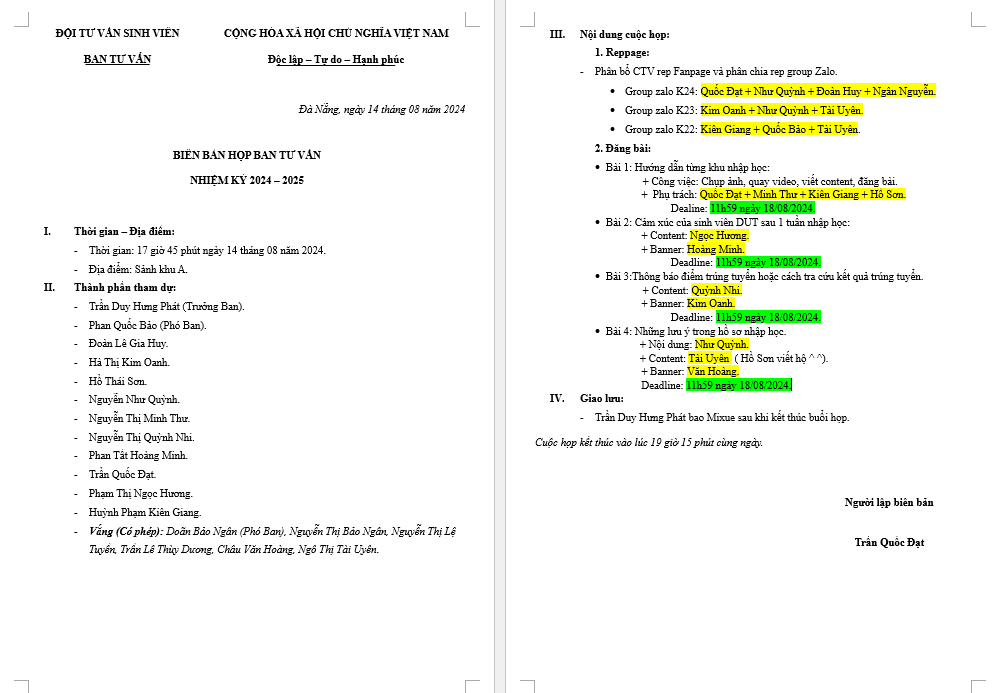 ĐỘI TƯ VẤN SINH VIÊN
CỘNG HÒA XÃ HỘI CHỦ NGHĨA VIỆT NAM
BAN TƯ VẤN
Độc lập – Tự do – Hạnh phúc
Đà Nẵng, ngày 14 tháng 08 năm 2024
BIÊN BẢN HỌP BAN TƯ VẤN
NHIỆM KỲ 2024 – 2025
I. Thời gian – Địa điểm:
- Thời gian: 17 giờ 45 phút ngày 14 tháng 08 năm 2024.
- Địa điểm: Sảnh khu A.
II. Thành phần tham dự:
- Trần Duy Hưng Phát (Trưởng Ban).
- Phan Quốc Bảo (Phó Ban).
- Đoàn Lê Gia Huy.
- Hà Thị Kim Oanh.
- Hồ Thái Sơn.
- Nguyễn Như Quỳnh.
- Nguyễn Thị Minh Thư.
- Nguyễn Thị Quỳnh Nhi.
- Phan Tất Hoàng Minh.
- Trần Quốc Đạt.
- Phạm Thị Ngọc Hương.
- Huỳnh Phạm Kiên Giang.
- Vắng (Có phép): Doãn Bảo Ngân (Phó Ban), Nguyễn Thị Bảo Ngân, Nguyễn Thị Lệ
Tuyển, Trần Lê Thùy Dương, Châu Văn Hoàng, Ngô Thị Tài Uyên.
III. Nội dung cuộc họp:
1. Reppage:
- Phân bổ CTV rep Fanpage và phân chia rep group Zalo.
• Group zalo K24: Quốc Đạt + Như Quỳnh + Đoàn Huy + Ngân Nguyễn.
• Group zalo K23: Kim Oanh + Như Quỳnh + Tài Uyên.
• Group zalo K22: Kiên Giang + Quốc Bảo + Tài Uyên.
2. Đăng bài:
• Bài 1: Hướng dẫn từng khu nhập học:
+ Công việc: Chụp ảnh, quay video, viết content, đăng bài.
+ Phụ trách: Quốc Đạt + Minh Thư + Kiên Giang + Hồ Sơn.
Dealine: 11h59 ngày 18/08/2024.
• Bài 2: Cảm xúc của sinh viên DUT sau 1 tuần nhập học:
+ Content: Ngọc Hương.
+ Banner: Hoàng Minh.
Deadline: 11h59 ngày 18/08/2024.
• Bài 3:Thông báo điểm trúng tuyển hoặc cách tra cứu kết quả trúng tuyển.
+ Content: Quỳnh Nhi.
+ Banner: Kim Oanh.
Deadline: 11h59 ngày 18/08/2024.
• Bài 4: Những lưu ý trong hồ sơ nhập học.
+ Nội dung: Như Quỳnh.
+ Content: Tài Uyên ( Hồ Sơn viết hộ ^ ^).
+ Banner: Văn Hoàng.
Deadline: 11h59 ngày 18/08/2024.
IV. Giao lưu:
- Trần Duy Hưng Phát bao Mixue sau khi kết thúc buổi họp.
Cuộc họp kết thúc vào lúc 19 giờ 15 phút cùng ngày.
Người lập biên bản
Trần Quốc Đạt